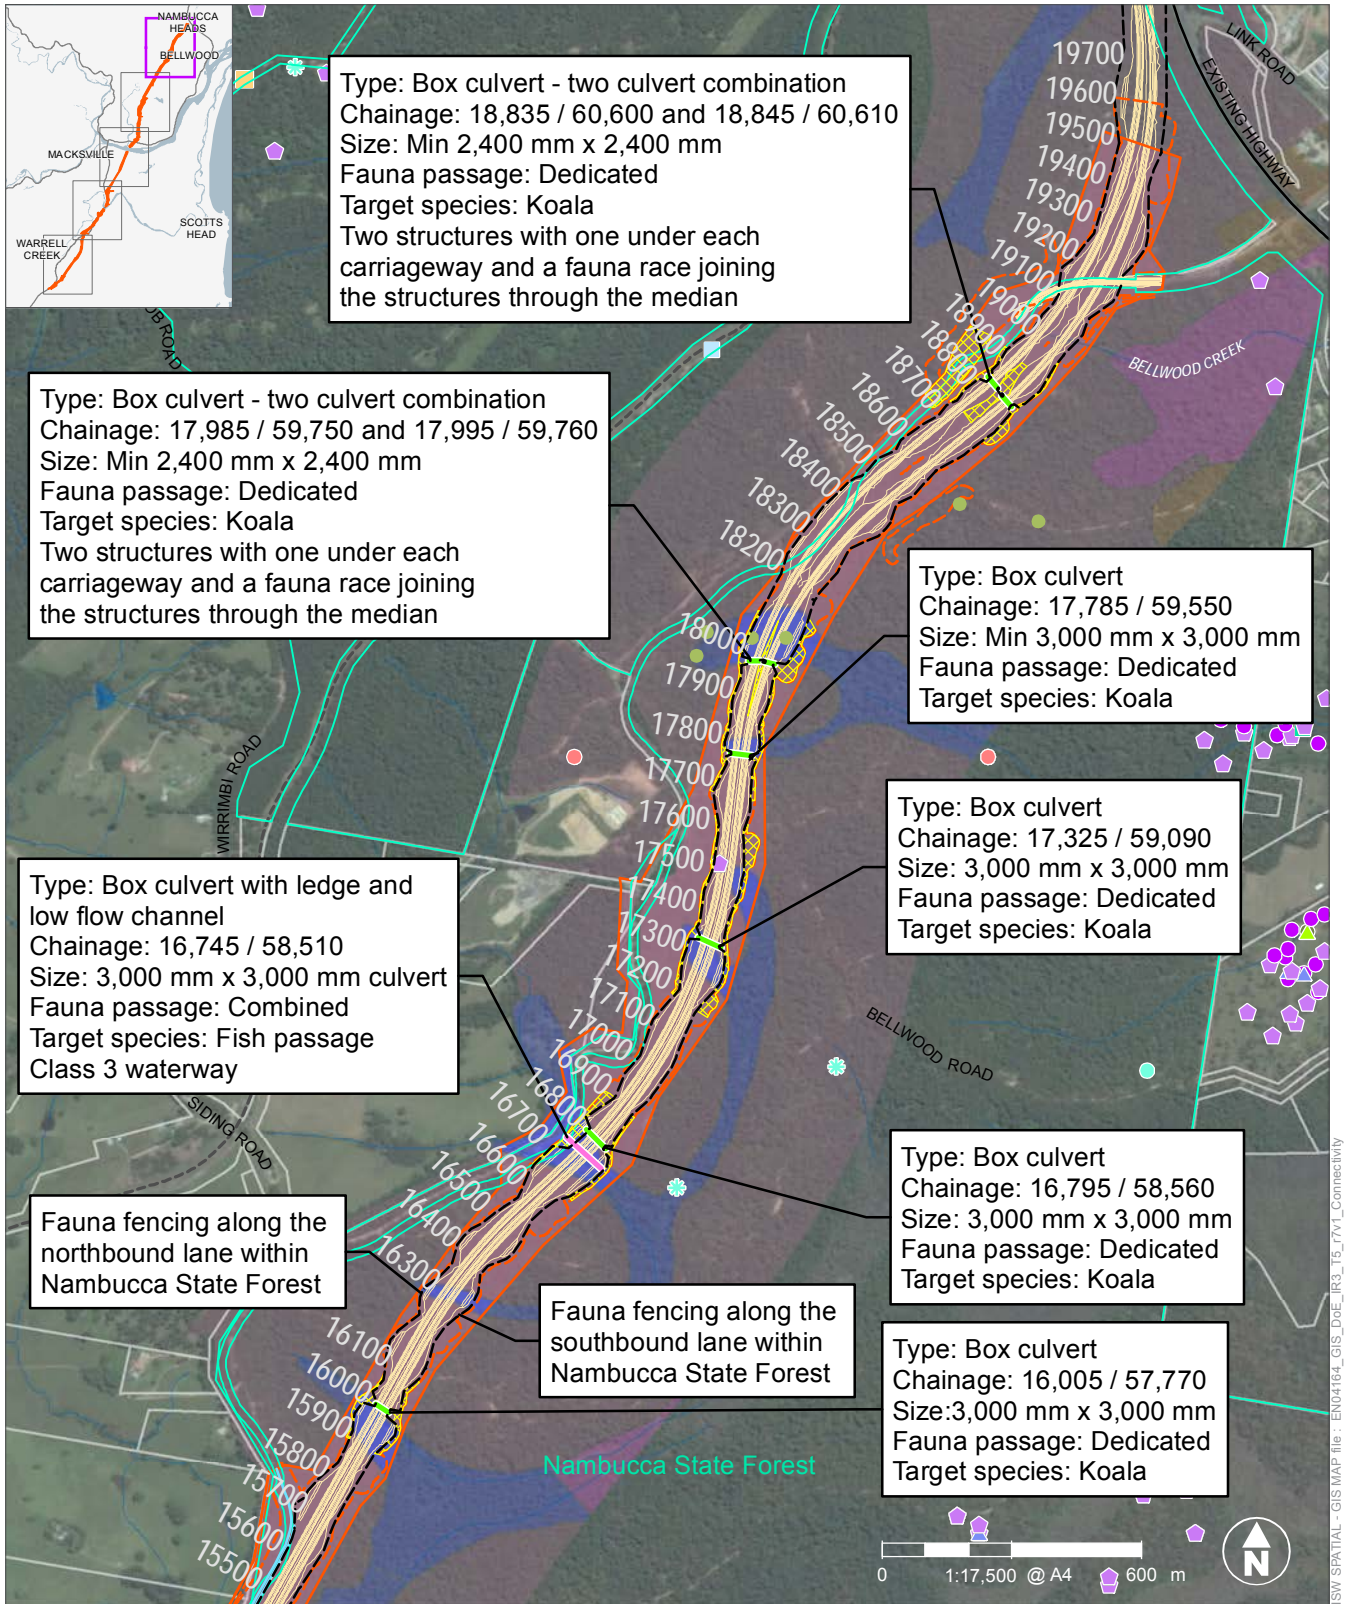 NAMBUCCA
HEADS
BELLWOOD
MACKSVILLE
SCOTTS
HEAD
WARRELL
CREEK
Type: Box culvert - two culvert combination
Chainage: 18,835 / 60,600 and 18,845 / 60,610
Size: Min 2,400 mm x 2,400 mm
Fauna passage: Dedicated
Target species: Koala
Two structures with one under each
carriageway and a fauna race joining
the structures through the median
LINK ROAD
EXISTING HIGHWAY
19700
19600
19500
19400
19300
19200
19100
19000
18900
18800
18700
18600
18500
18400
18300
18200
BELLWOOD CREEK
OB ROAD
Type: Box culvert - two culvert combination
Chainage: 17,985 / 59,750 and 17,995 / 59,760
Size: Min 2,400 mm x 2,400 mm
Fauna passage: Dedicated
Target species: Koala
Two structures with one under each
carriageway and a fauna race joining
the structures through the median
Type: Box culvert
Chainage: 17,785 / 59,550
Size: Min 3,000 mm x 3,000 mm
Fauna passage: Dedicated
Target species: Koala
18000
17900
17800
17700
17600
17500
17400
17300
17200
17100
17000
16900
16800
16700
16600
16500
16400
16300
WIRRIMBI ROAD
Type: Box culvert
Chainage: 17,325 / 59,090
Size: 3,000 mm x 3,000 mm
Fauna passage: Dedicated
Target species: Koala
Type: Box culvert with ledge and
low flow channel
Chainage: 16,745 / 58,510
Size: 3,000 mm x 3,000 mm culvert
Fauna passage: Combined
Target species: Fish passage
Class 3 waterway
BELLWOOD ROAD
SIDING ROAD
Type: Box culvert
Chainage: 16,795 / 58,560
Size: 3,000 mm x 3,000 mm
Fauna passage: Dedicated
Target species: Koala
Fauna fencing along the
northbound lane within
Nambucca State Forest
Fauna fencing along the
southbound lane within
Nambucca State Forest
16100
16000
15900
15800
15700
15600
15500
Type: Box culvert
Chainage: 16,005 / 57,770
Size:3,000 mm x 3,000 mm
Fauna passage: Dedicated
Target species: Koala
Nambucca State Forest
0 1:17,500 @ A4 600 m
N
ISW SPATIAL - GIS MAP file : EN04164_GIS_DoE_IR3_T5_r7v1_Connectivity